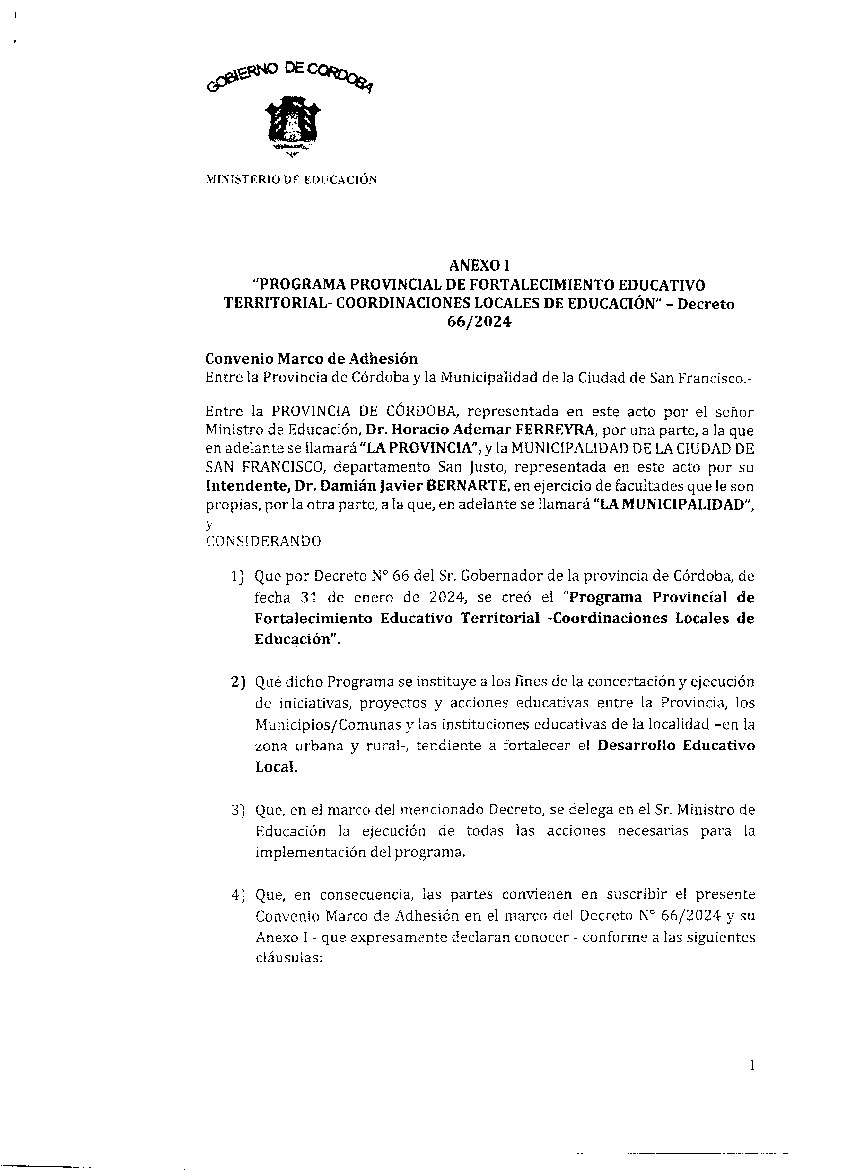 GOBIERNO DE CORDOBA
MINISTERIO DE EDUCACIÓN
ANEXO I
"PROGRAMA PROVINCIAL DE FORTALECIMIENTO EDUCATIVO
TERRITORIAL- COORDINACIONES LOCALES DE EDUCACIÓN" – Decreto
66/2024
Convenio Marco de Adhesión
Entre la Provincia de Córdoba y la Municipalidad de la Ciudad de San Francisco.-
Entre la PROVINCIA DE CÓRDOBA, representada en este acto por el señor
Ministro de Educación, Dr. Horacio Ademar FERREYRA, por una parte, a la que
en adelante se llamará "LA PROVINCIA", y la MUNICIPALIDAD DE LA CIUDAD DE
SAN FRANCISCO, departamento San Justo, representada en este acto por su
Intendente, Dr. Damián Javier BERNARTE, en ejercicio de facultades que le son
propias, por la otra parte, a la que, en adelante se llamará "LA MUNICIPALIDAD",
y
CONSIDERANDO
1) Que por Decreto N° 66 del Sr. Gobernador de la provincia de Córdoba, de
fecha 31 de enero de 2024, se creó el "Programa Provincial de
Fortalecimiento Educativo Territorial -Coordinaciones Locales de
Educación".
2) Que dicho Programa se instituye a los fines de la concertación y ejecución
de iniciativas, proyectos y acciones educativas entre la Provincia, los
Municipios/Comunas y las instituciones educativas de la localidad –en la
zona urbana y rural-, tendiente a fortalecer el Desarrollo Educativo
Local.
3) Que, en el marco del mencionado Decreto, se delega en el Sr. Ministro de
Educación la ejecución de todas las acciones necesarias para la
implementación del programa.
4) Que, en consecuencia, las partes convienen en suscribir el presente
Convenio Marco de Adhesión en el marco del Decreto N° 66/2024 y su
Anexo I - que expresamente declaran conocer - conforme a las siguientes
cláusulas:
1